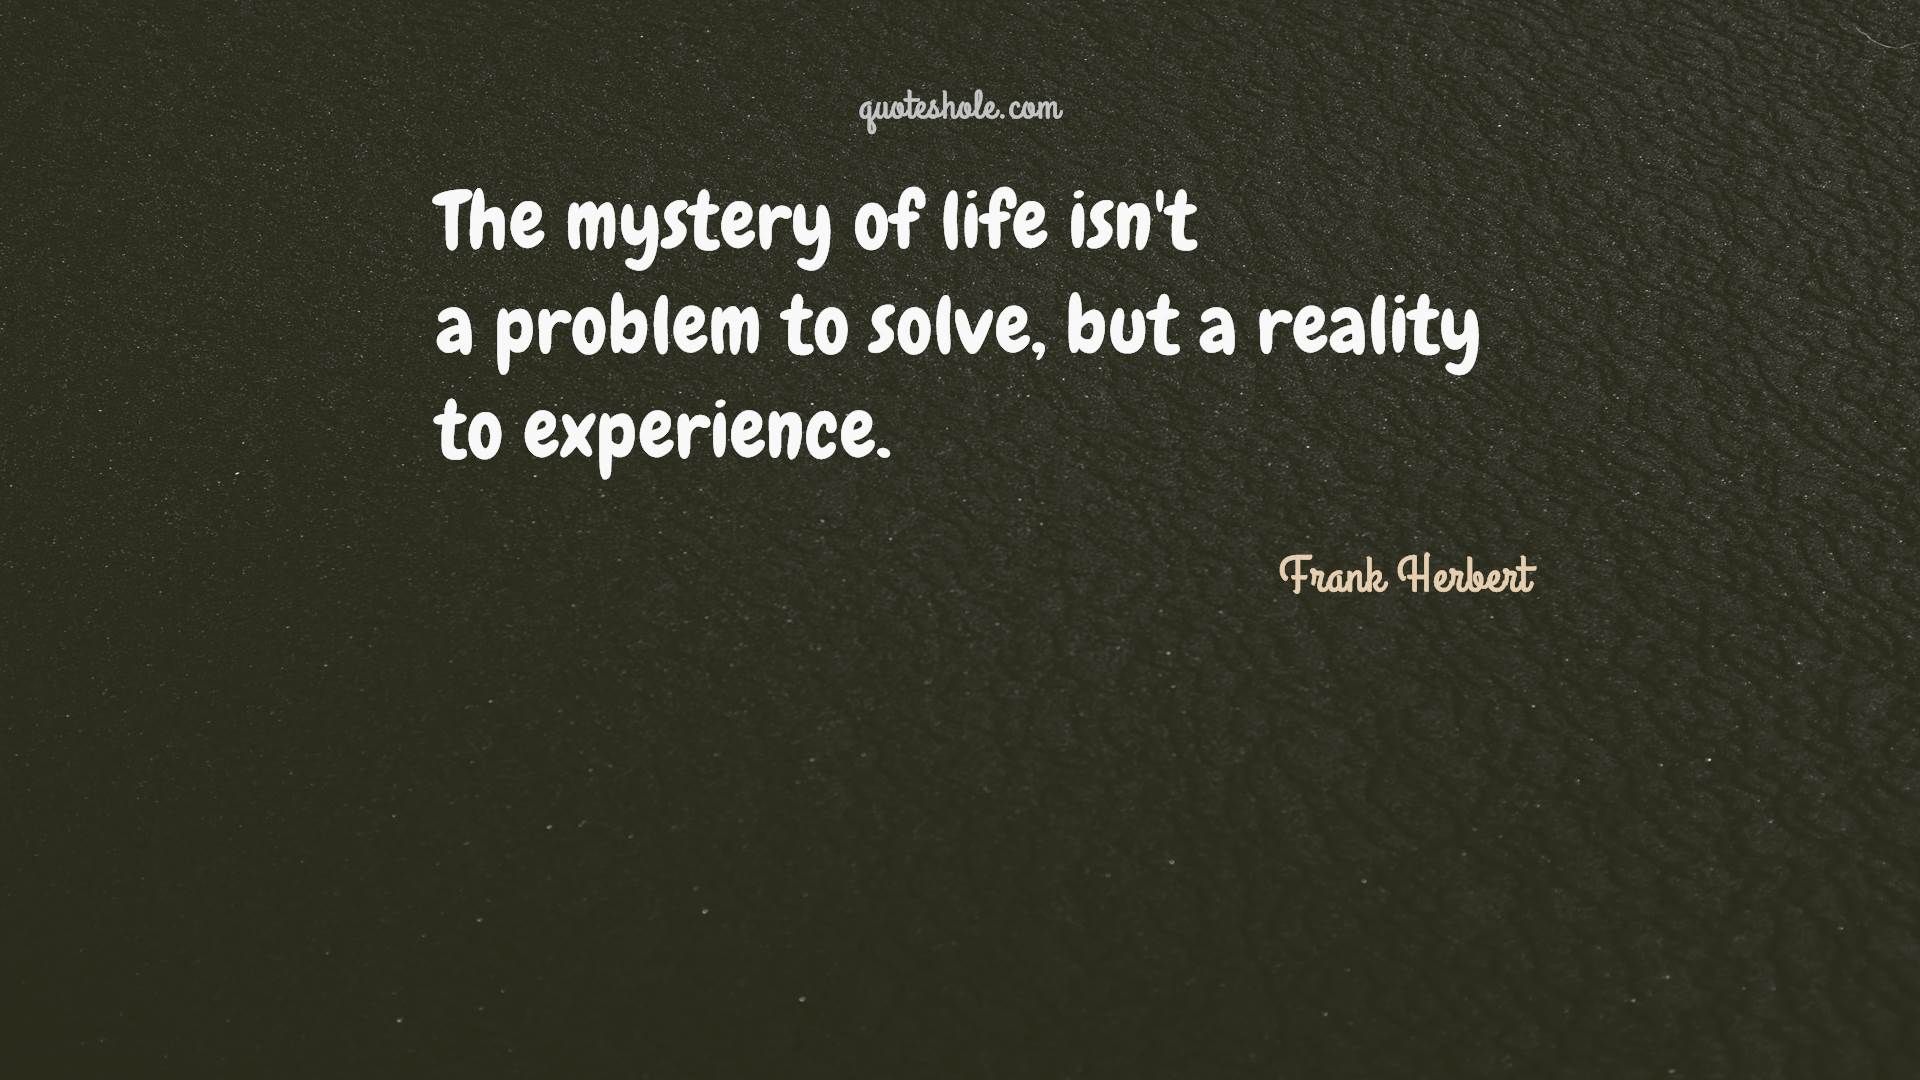 quoteshole.com
The mystery of life isn't
a problem to solve, but a reality
to experience.
Frank Herbert